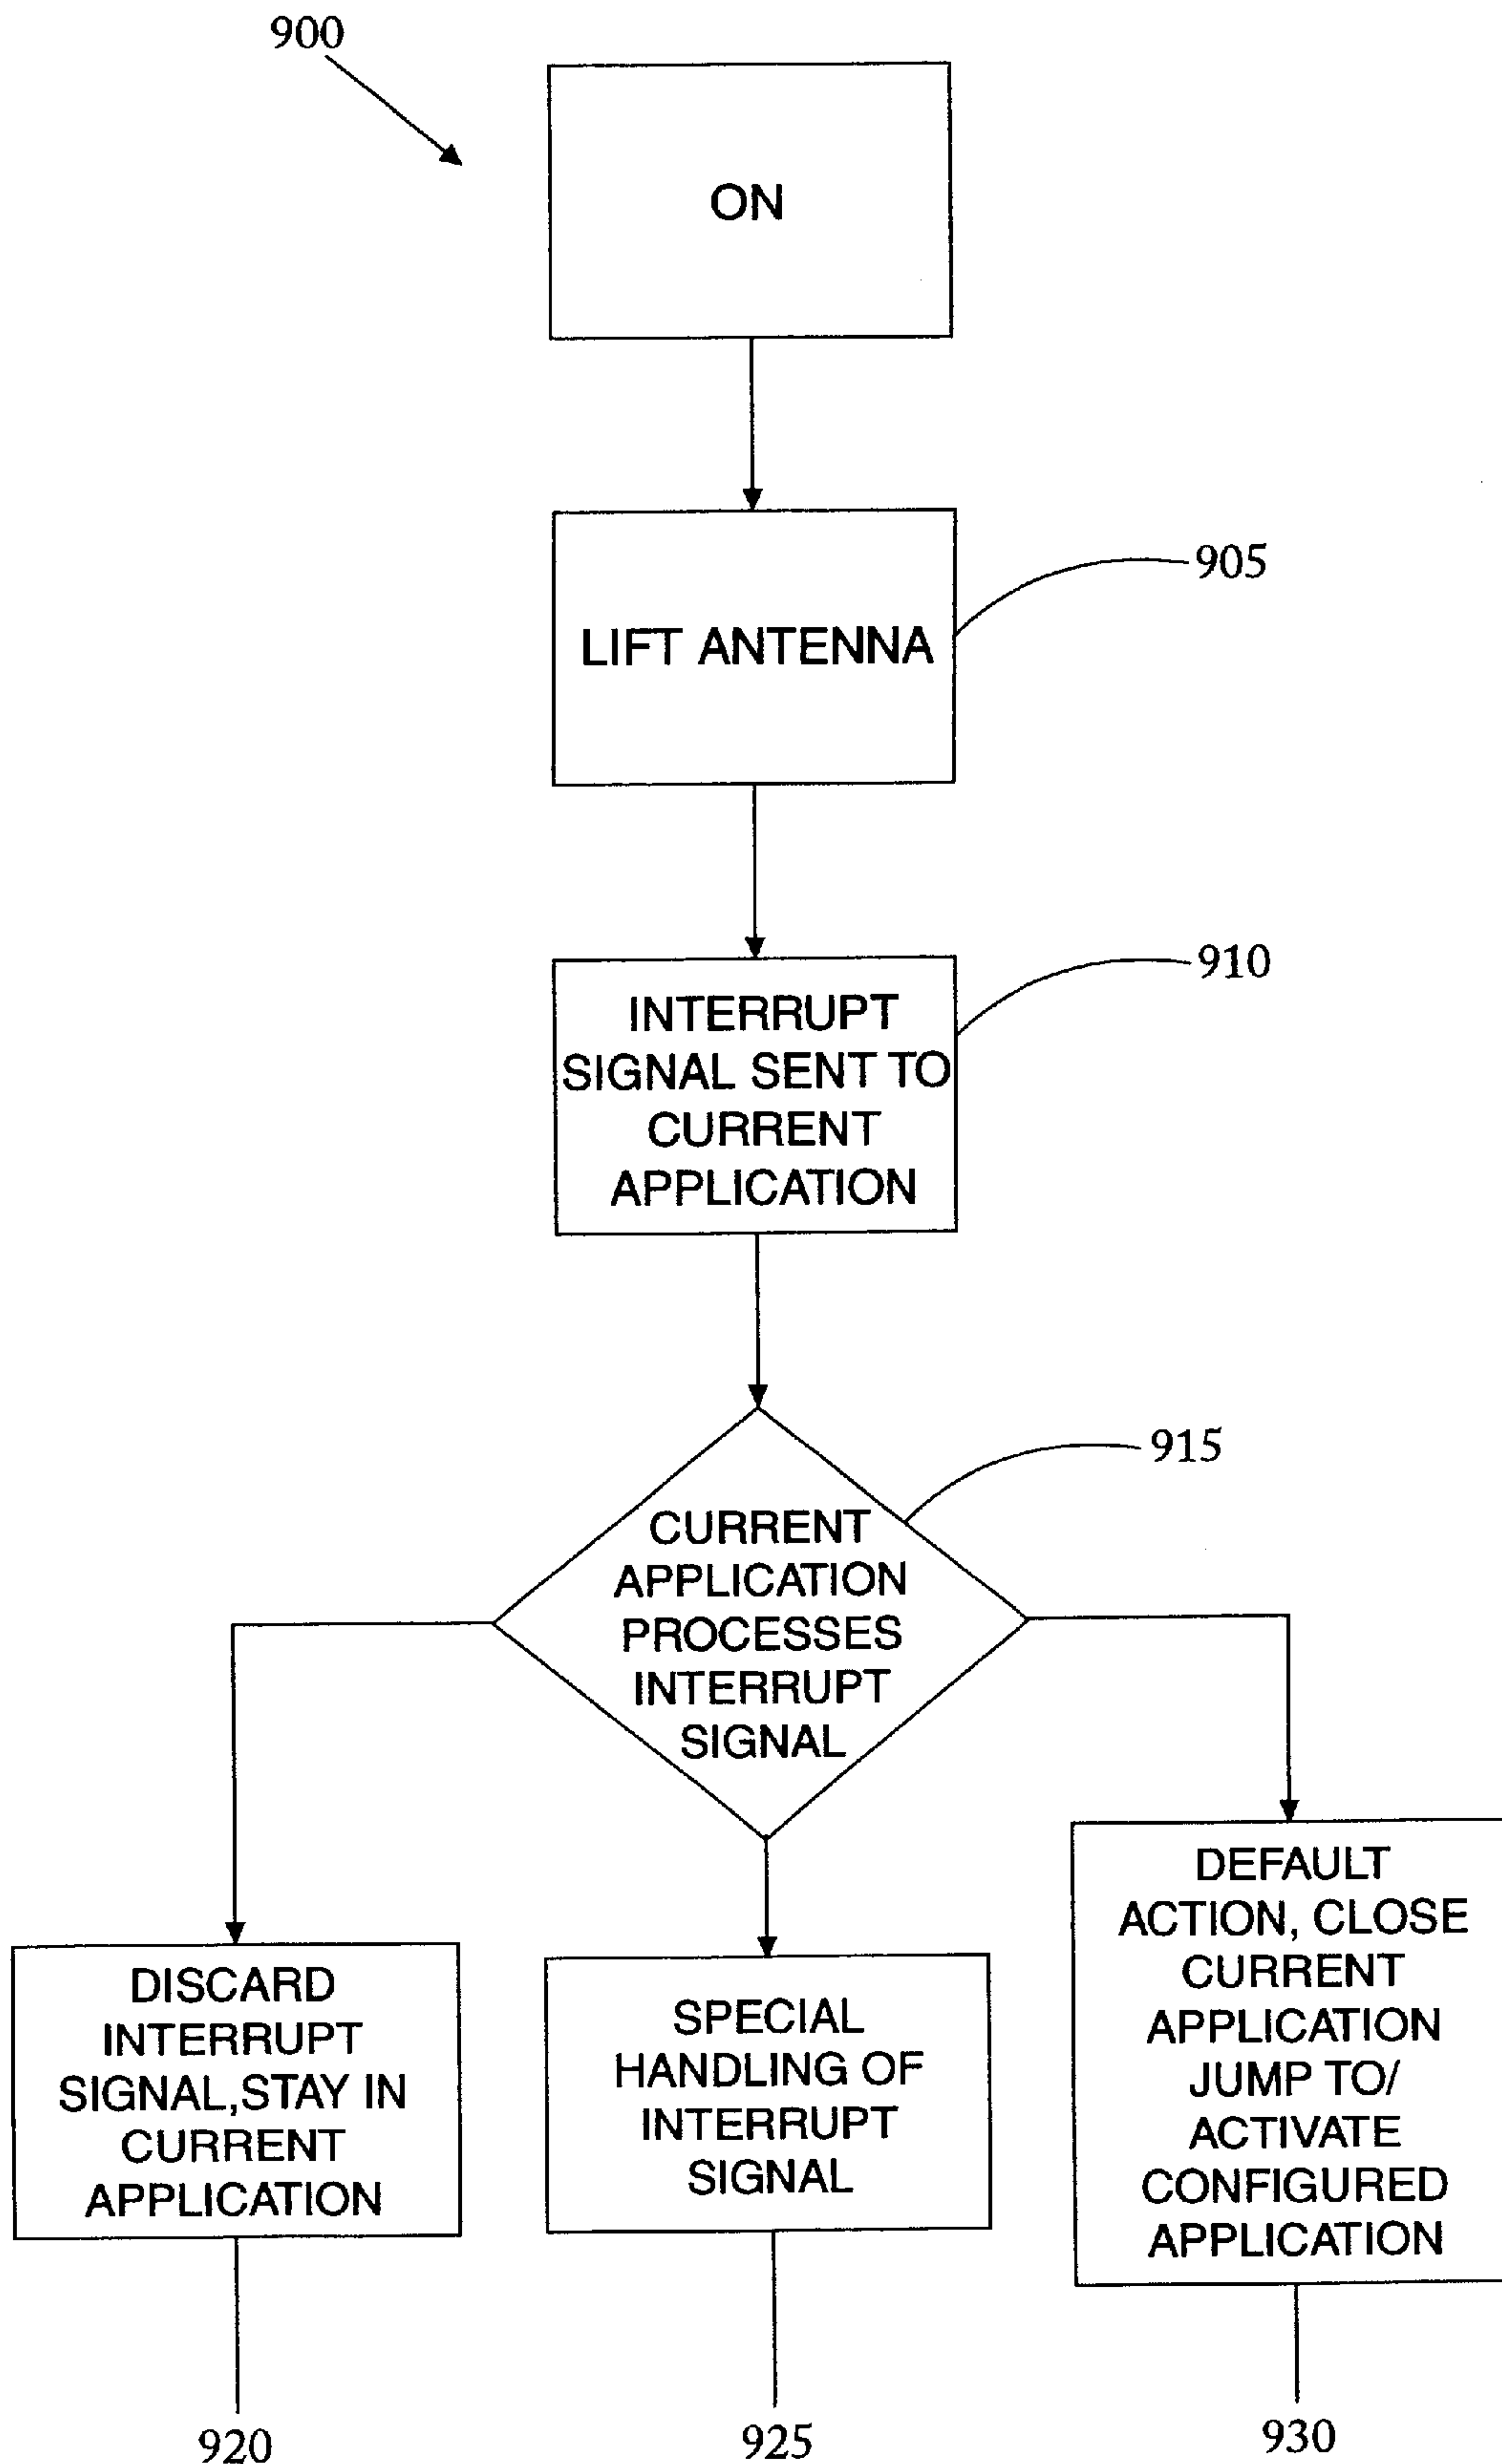 900
ON
LIFT ANTENNA
905
INTERRUPT
SIGNAL SENT TO
CURRENT
APPLICATION
910
CURRENT
APPLICATION
PROCESSES
INTERRUPT
SIGNAL
915
DISCARD
INTERRUPT
SIGNAL,STAY IN
CURRENT
APPLICATION
920
SPECIAL
HANDLING OF
INTERRUPT
SIGNAL
925
DEFAULT
ACTION, CLOSE
CURRENT
APPLICATION
JUMP TO/
ACTIVATE
CONFIGURED
APPLICATION
930